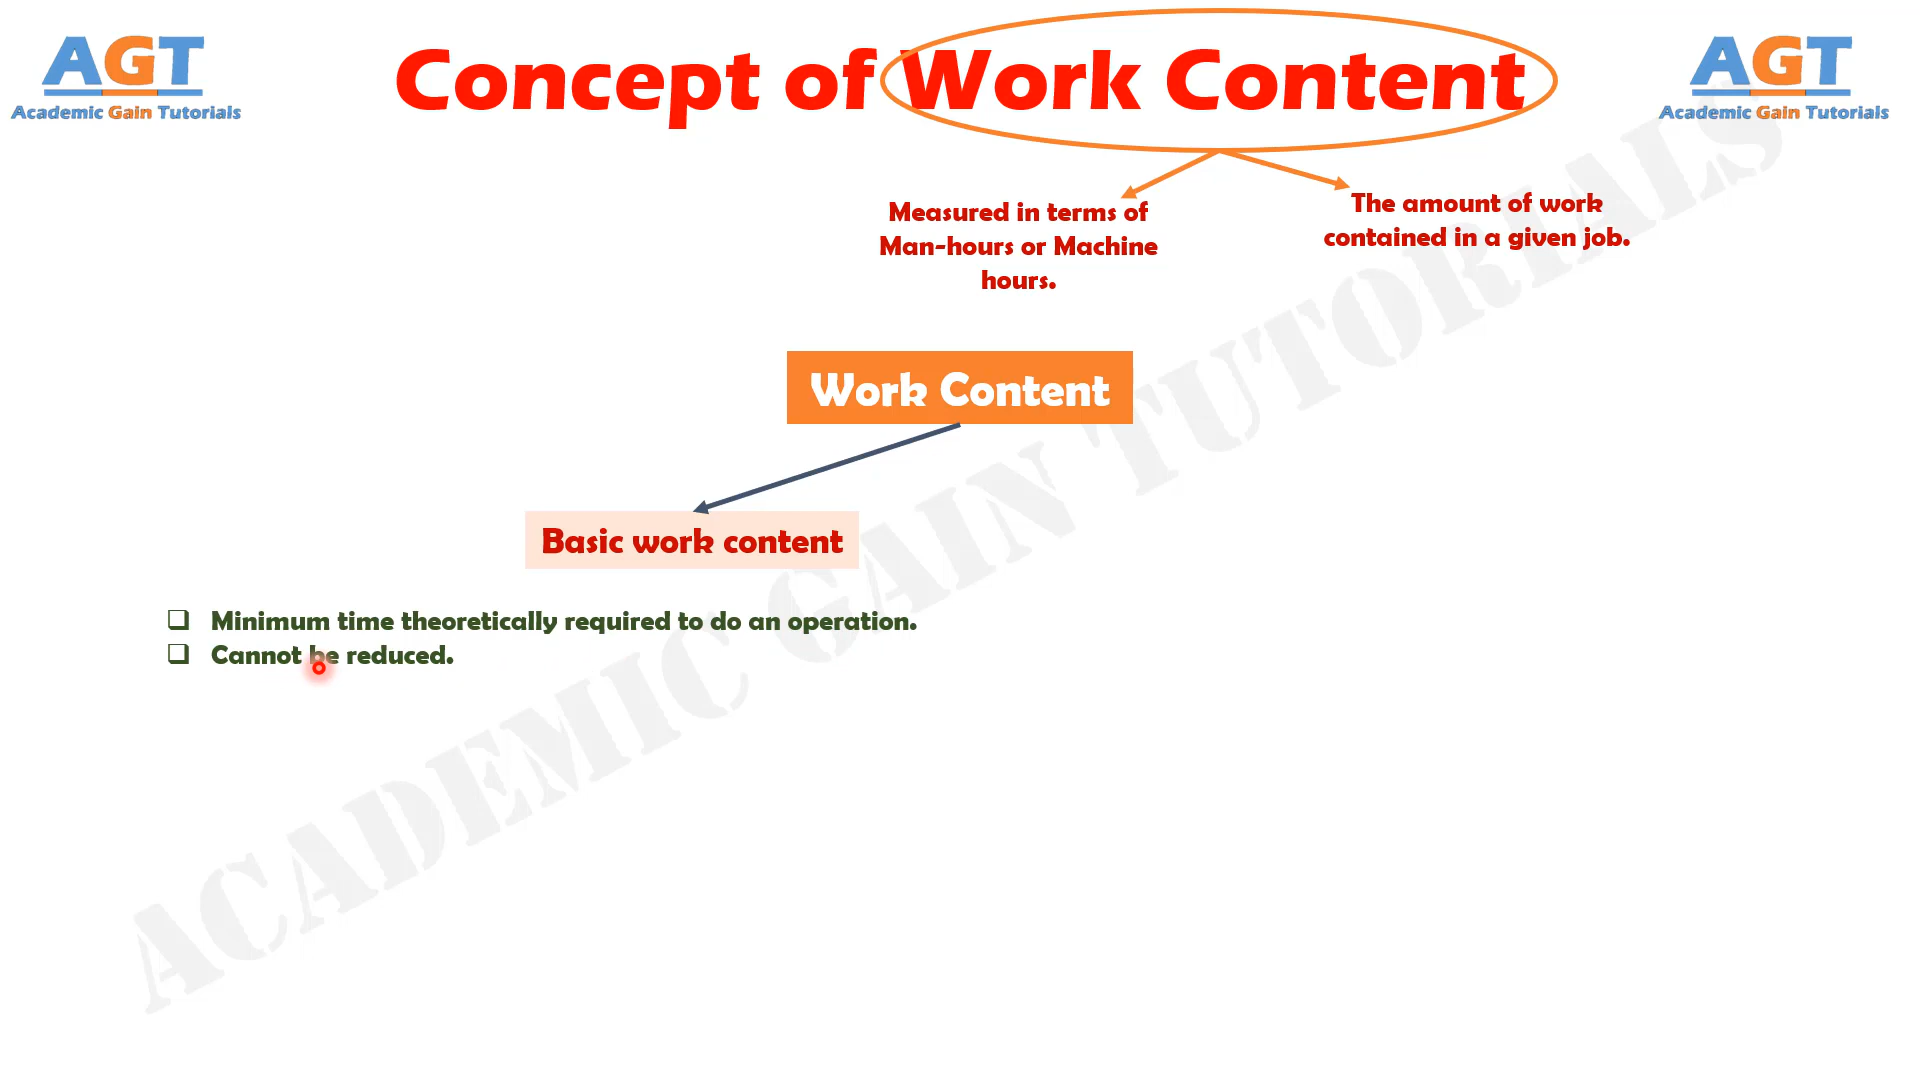 AGT
Academic Gain Tutorials
Concept of Work Content
AGT
Academic Gain Tutorials
Measured in terms of
Man-hours or Machine
hours.
The amount of work
contained in a given job.
Work Content
Basic work content
❑ Minimum time theoretically required to do an operation.
❑ Cannot be reduced.
ACADEMIC GAIN TUTORIALS